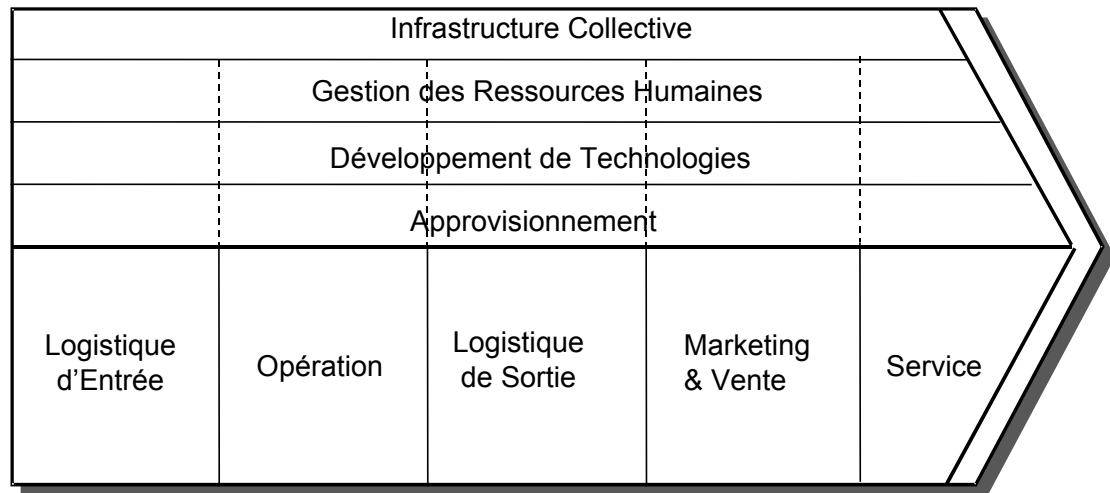 Infrastructure Collective
Gestion des Ressources Humaines
Développement de Technologies
Approvisionnement
Logistique
d’Entrée
Opération
Logistique
de Sortie
Marketing
& Vente
Service